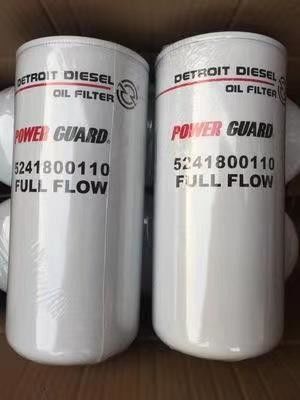 DETROIT DIESEL
OIL FILTER
POWER GUARD®
5241800110
FULL FLOW
DETROIT DIESEL
OIL FILTER
POWER GUARD®
5241800110
FULL FLOW